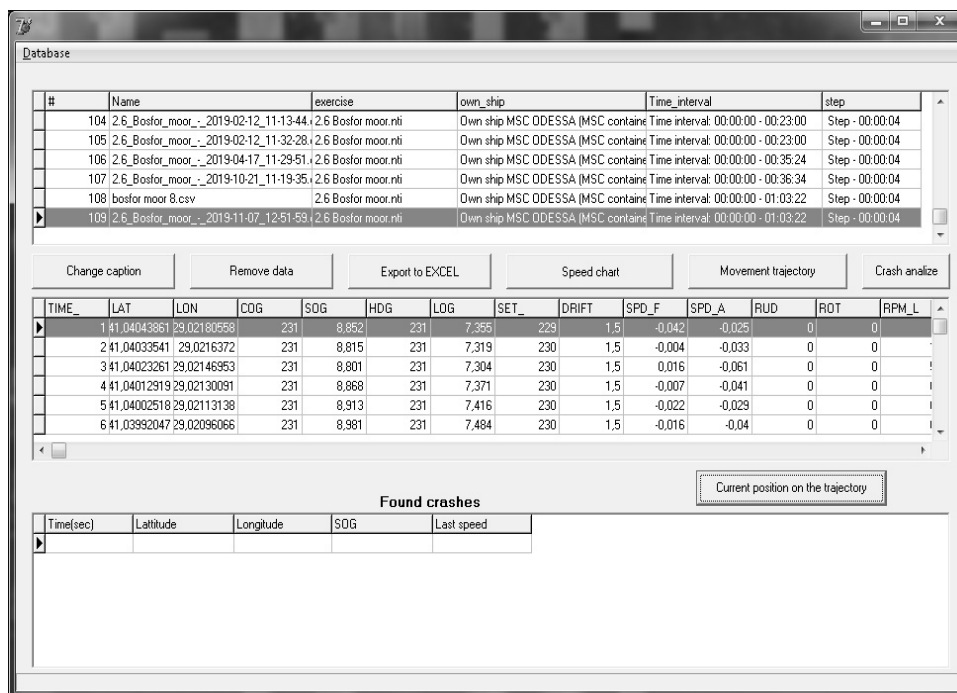 Database
# Name exercise own_ship Time_interval step
104 2.6_Bosfor_moor_-_2019-02-12_11-13-44. 2.6 Bosfor moor.nti Own ship MSC ODESSA (MSC containe Time interval: 00:00:00 - 00:23:00 Step - 00:00:04
105 2.6_Bosfor_moor_-_2019-02-12_11-32-28. 2.6 Bosfor moor.nti Own ship MSC ODESSA (MSC containe Time interval: 00:00:00 - 00:23:00 Step - 00:00:04
106 2.6_Bosfor_moor_-_2019-04-17_11-29-51. 2.6 Bosfor moor.nti Own ship MSC ODESSA (MSC containe Time interval: 00:00:00 - 00:35:24 Step - 00:00:04
107 2.6_Bosfor_moor_-_2019-10-21_11-19-35. 2.6 Bosfor moor.nti Own ship MSC ODESSA (MSC containe Time interval: 00:00:00 - 00:36:34 Step - 00:00:04
108 bosfor moor 8.csv 2.6 Bosfor moor.nti Own ship MSC ODESSA (MSC containe Time interval: 00:00:00 - 01:03:22 Step - 00:00:04
109 2.6_Bosfor_moor_-_2019-11-07_12-51-59. 2.6 Bosfor moor.nti Own ship MSC ODESSA (MSC containe Time interval: 00:00:00 - 01:03:22 Step - 00:00:04
Change caption Remove data Export to EXCEL Speed chart Movement trajectory Crash analize
TIME_ LAT LON COG SOG HDG LOG SET_ DRIFT SPD_F SPD_A RUD ROT RPM_L
1 41,04043861 29,02180558 231 8,852 231 7,355 229 1,5 -0,042 -0,025 0 0
2 41,04033541 29,0216372 231 8,815 231 7,319 230 1,5 -0,004 -0,033 0 0
3 41,04023261 29,02146953 231 8,801 231 7,304 230 1,5 0,016 -0,061 0 0
4 41,04012919 29,02130091 231 8,868 231 7,371 230 1,5 -0,007 -0,041 0 0
5 41,04002518 29,02113138 231 8,913 231 7,416 230 1,5 -0,022 -0,029 0 0
6 41,03992047 29,02096066 231 8,981 231 7,484 230 1,5 -0,016 -0,04 0 0
Current position on the trajectory
Found crashes
Time(sec) Lattitude Longitude SOG Last speed